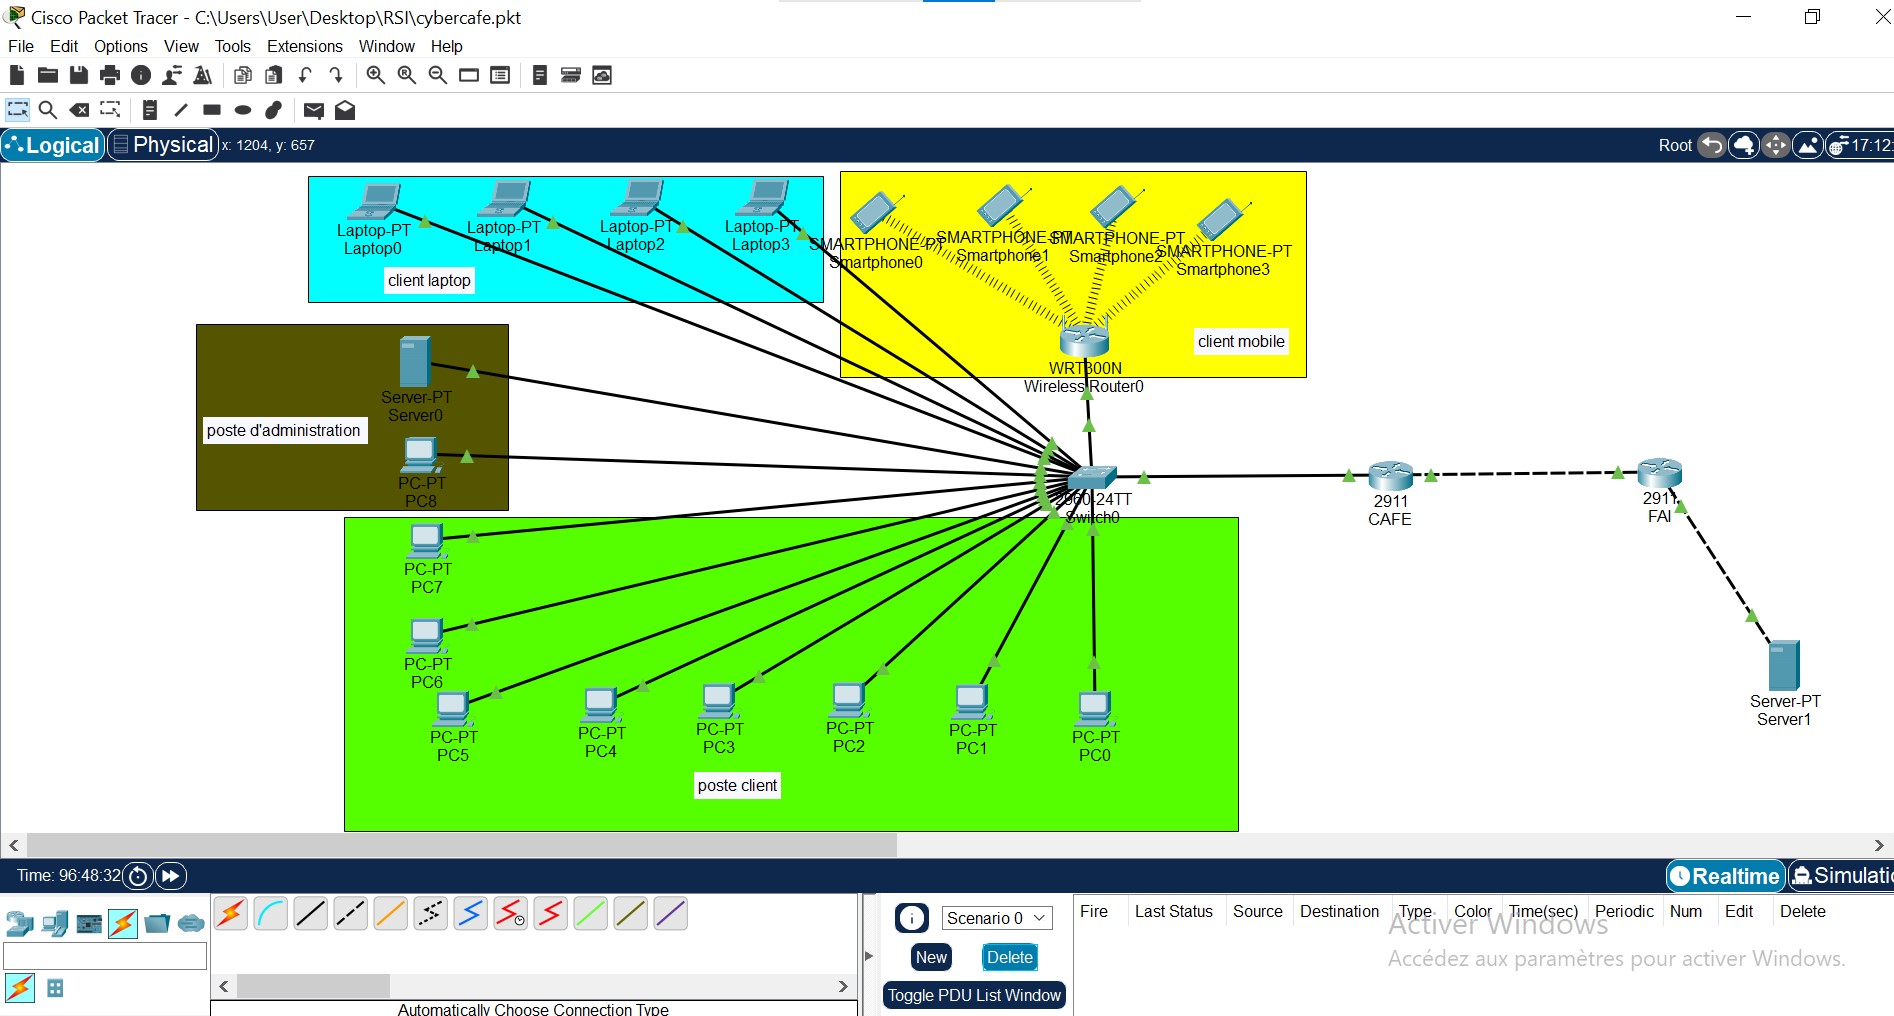 Cisco Packet Tracer - C:\Users\User\Desktop\RSI\cybercafe.pkt
File Edit Options View Tools Extensions Window Help
Logical Physical x: 1204, y: 657 Root 17:12:
Laptop-PT
Laptop0
Laptop-PT
Laptop1
Laptop-PT
Laptop2
Laptop-PT
Laptop3
client laptop
SMARTPHONE-PT
Smartphone0
SMARTPHONE-PT
Smartphone1
SMARTPHONE-PT
Smartphone2
SMARTPHONE-PT
Smartphone3
client mobile
WRT300N
Wireless Router0
Server-PT
Server0
poste d'administration
PC-PT
PC8
2960-24TT
Switch0
2911
CAFE
2911
FAI
Server-PT
Server1
PC-PT
PC7
PC-PT
PC6
PC-PT
PC5
PC-PT
PC4
PC-PT
PC3
PC-PT
PC2
PC-PT
PC1
PC-PT
PC0
poste client
Time: 96:48:32 Realtime Simulatio
Scenario 0
New Delete
Toggle PDU List Window
Fire Last Status Source Destination Type Color Time(sec) Periodic Num Edit Delete
Activer Windows
Accédez aux paramètres pour activer Windows.
Automatically Choose Connection Type